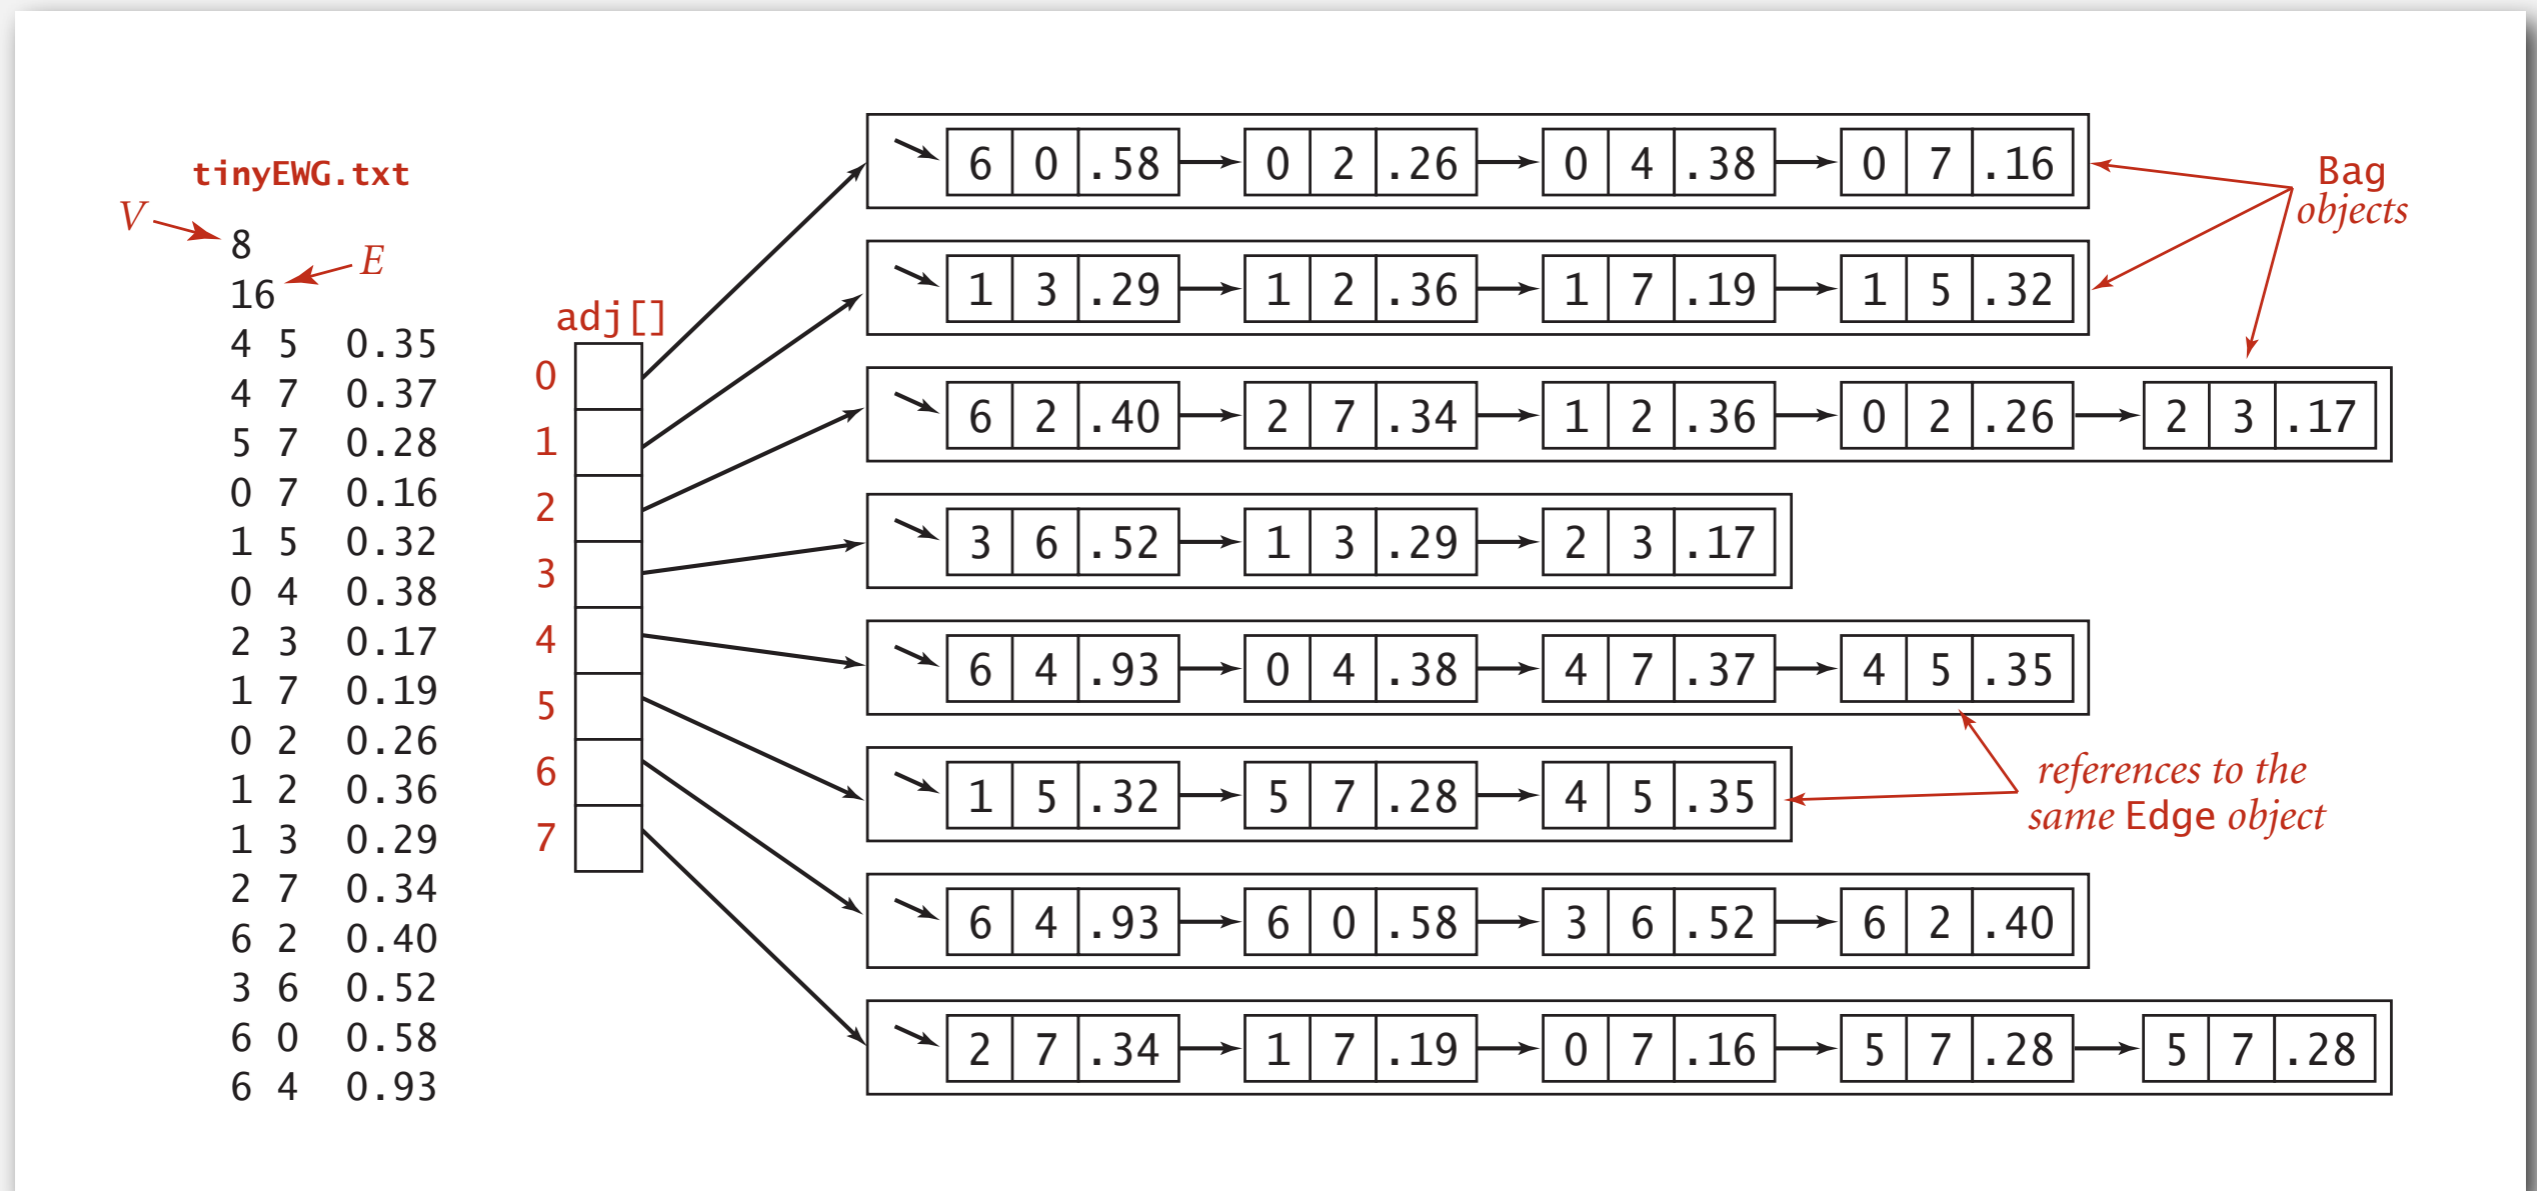 tinyEWG.txt
V
8
E
16
4 5 0.35
4 7 0.37
5 7 0.28
0 7 0.16
1 5 0.32
0 4 0.38
2 3 0.17
1 7 0.19
0 2 0.26
1 2 0.36
1 3 0.29
2 7 0.34
6 2 0.40
3 6 0.52
6 0 0.58
6 4 0.93
adj[]
0
1
2
3
4
5
6
7
6 0 .58 0 2 .26 0 4 .38 0 7 .16
1 3 .29 1 2 .36 1 7 .19 1 5 .32
6 2 .40 2 7 .34 1 2 .36 0 2 .26 2 3 .17
3 6 .52 1 3 .29 2 3 .17
6 4 .93 0 4 .38 4 7 .37 4 5 .35
1 5 .32 5 7 .28 4 5 .35
6 4 .93 6 0 .58 3 6 .52 6 2 .40
2 7 .34 1 7 .19 0 7 .16 5 7 .28 5 7 .28
Bag
objects
references to the
same Edge object